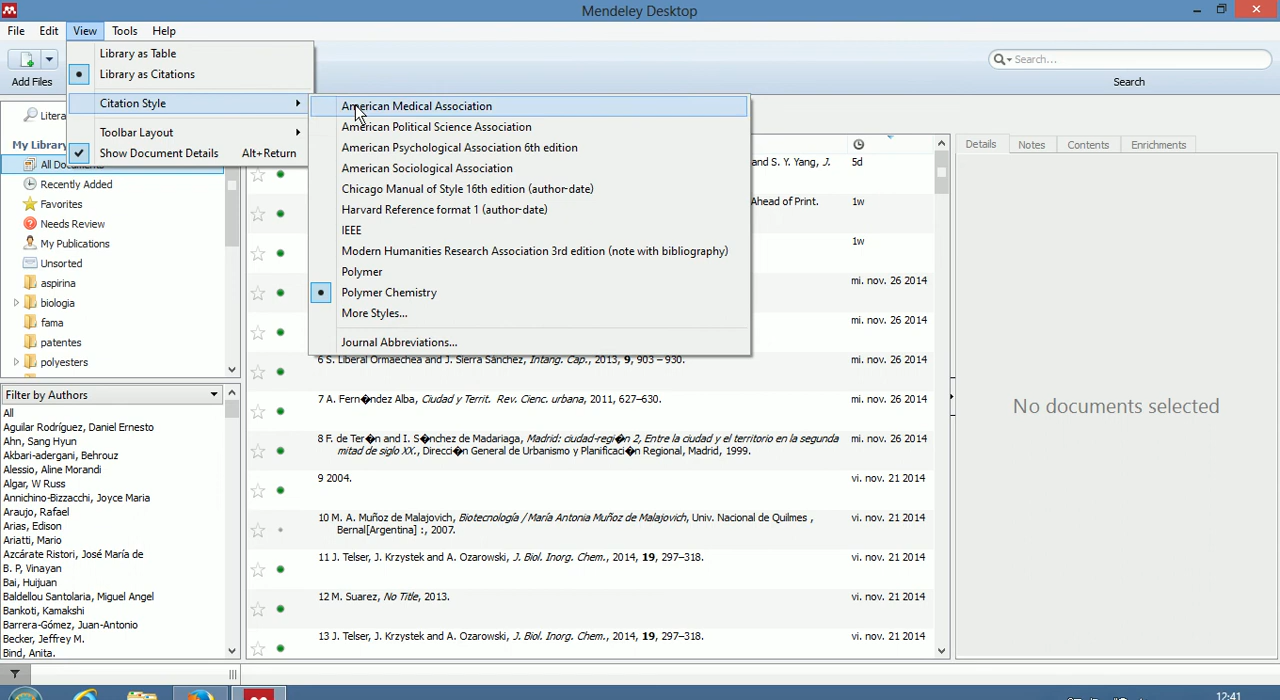 Mendeley Desktop
File Edit View Tools Help
Add Files
Search...
Search
Library as Table
Library as Citations
Citation Style
Toolbar Layout
Show Document Details Alt+Return
American Medical Association
American Political Science Association
American Psychological Association 6th edition
American Sociological Association
Chicago Manual of Style 16th edition (author-date)
Harvard Reference format 1 (author-date)
IEEE
Modern Humanities Research Association 3rd edition (note with bibliography)
Polymer
Polymer Chemistry
More Styles...
Journal Abbreviations...
My Library
Recently Added
Favorites
Needs Review
My Publications
Unsorted
aspirina
biologia
fama
patentes
polyesters
Filter by Authors
All
Aguilar Rodríguez, Daniel Ernesto
Ahn, Sang Hyun
Akbari-adergani, Behrouz
Alessio, Aline Morandi
Algar, W Russ
Annichino-Bizzacchi, Joyce Maria
Araujo, Rafael
Arias, Edison
Ariatti, Mario
Azcárate Ristori, José María de
B. P, Vinayan
Bai, Huijuan
Baldellou Santolaria, Miguel Angel
Bankoti, Kamakshi
Barrera-Gómez, Juan-Antonio
Becker, Jeffrey M.
Bind, Anita.
and S. Y. Yang, J. 5d
Ahead of Print. 1w
1w
mi. nov. 26 2014
mi. nov. 26 2014
6 S. Liberal Ormaechea and J. Sierra Sánchez, Intang. Cap., 2013, 9, 903 – 930. mi. nov. 26 2014
7 A. Fern�ndez Alba, Ciudad y Territ. Rev. Cienc. urbana, 2011, 627–630. mi. nov. 26 2014
8 F. de Ter�n and I. S�nchez de Madariaga, Madrid: ciudad-regi�n 2, Entre la ciudad y el territorio en la segunda mi. nov. 26 2014
mitad de siglo XX., Direcci�n General de Urbanismo y Planificaci�n Regional, Madrid, 1999.
9 2004. vi. nov. 21 2014
10 M. A. Muñoz de Malajovich, Biotecnología / María Antonia Muñoz de Malajovich, Univ. Nacional de Quilmes , vi. nov. 21 2014
Bernal[Argentina] :, 2007.
11 J. Telser, J. Krzystek and A. Ozarowski, J. Biol. Inorg. Chem., 2014, 19, 297–318. vi. nov. 21 2014
12 M. Suarez, No Title, 2013. vi. nov. 21 2014
13 J. Telser, J. Krzystek and A. Ozarowski, J. Biol. Inorg. Chem., 2014, 19, 297–318. vi. nov. 21 2014
Details Notes Contents Enrichments
No documents selected
12:41